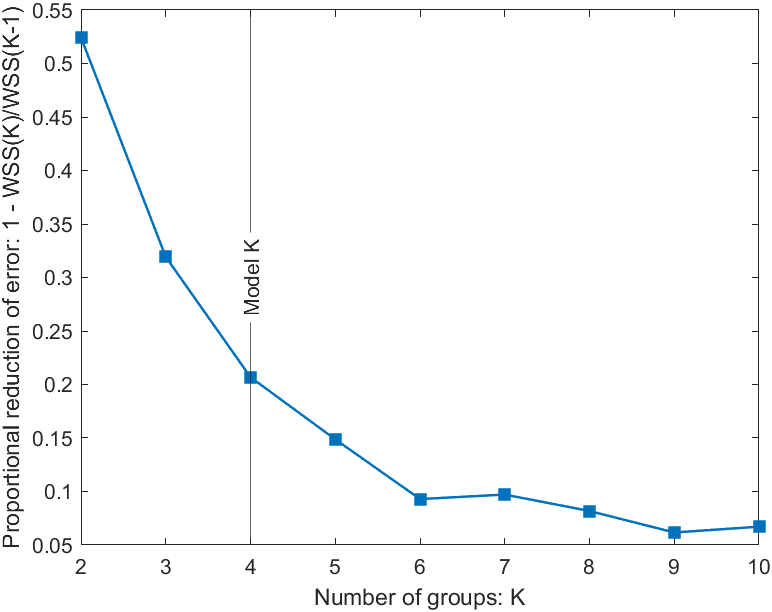 Proportional reduction of error: 1 - WSS(K)/WSS(K-1)
0.55
0.5
0.45
0.4
0.35
0.3
0.25
0.2
0.15
0.1
0.05
Model K
2 3 4 5 6 7 8 9 10
Number of groups: K